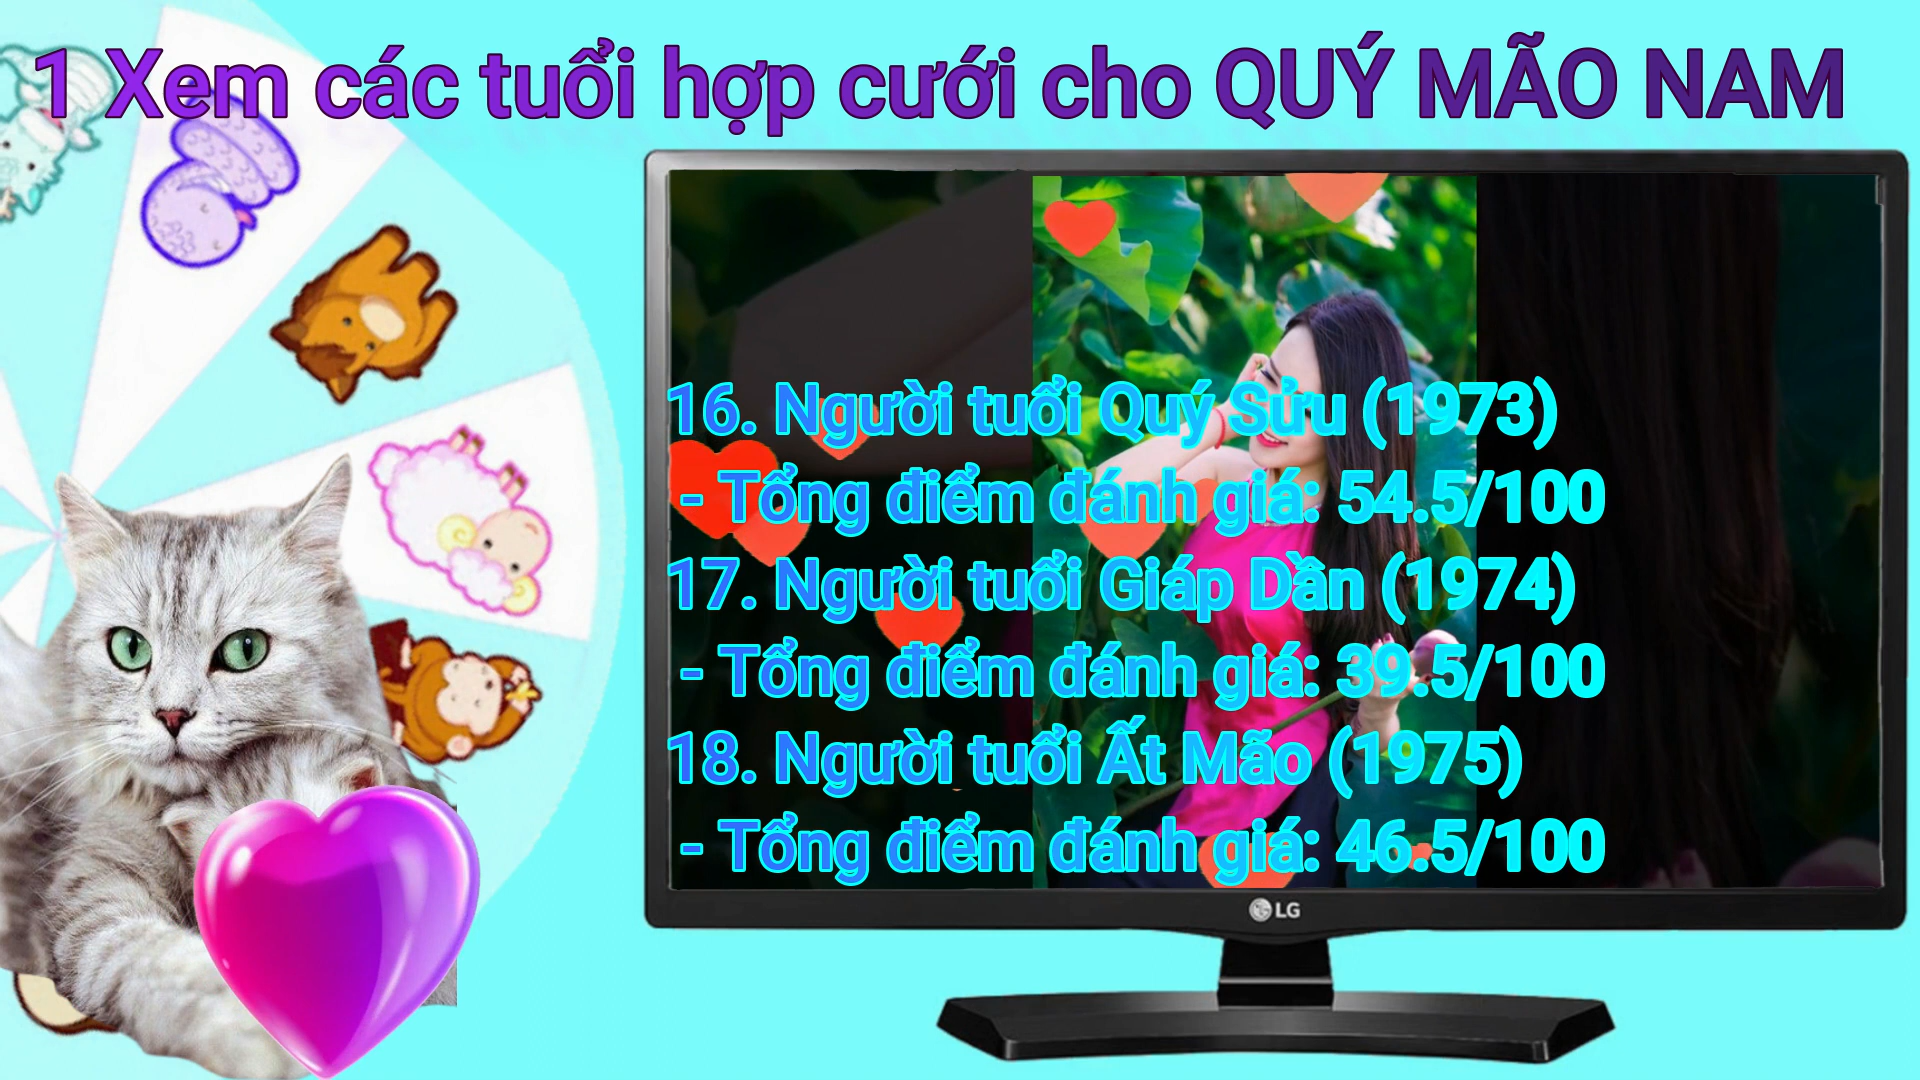 1 Xem các tuổi hợp cưới cho QUÝ MÃO NAM
16. Người tuổi Quý Sửu (1973)
- Tổng điểm đánh giá: 54.5/100
17. Người tuổi Giáp Dần (1974)
- Tổng điểm đánh giá: 39.5/100
18. Người tuổi Ất Mão (1975)
- Tổng điểm đánh giá: 46.5/100
LG